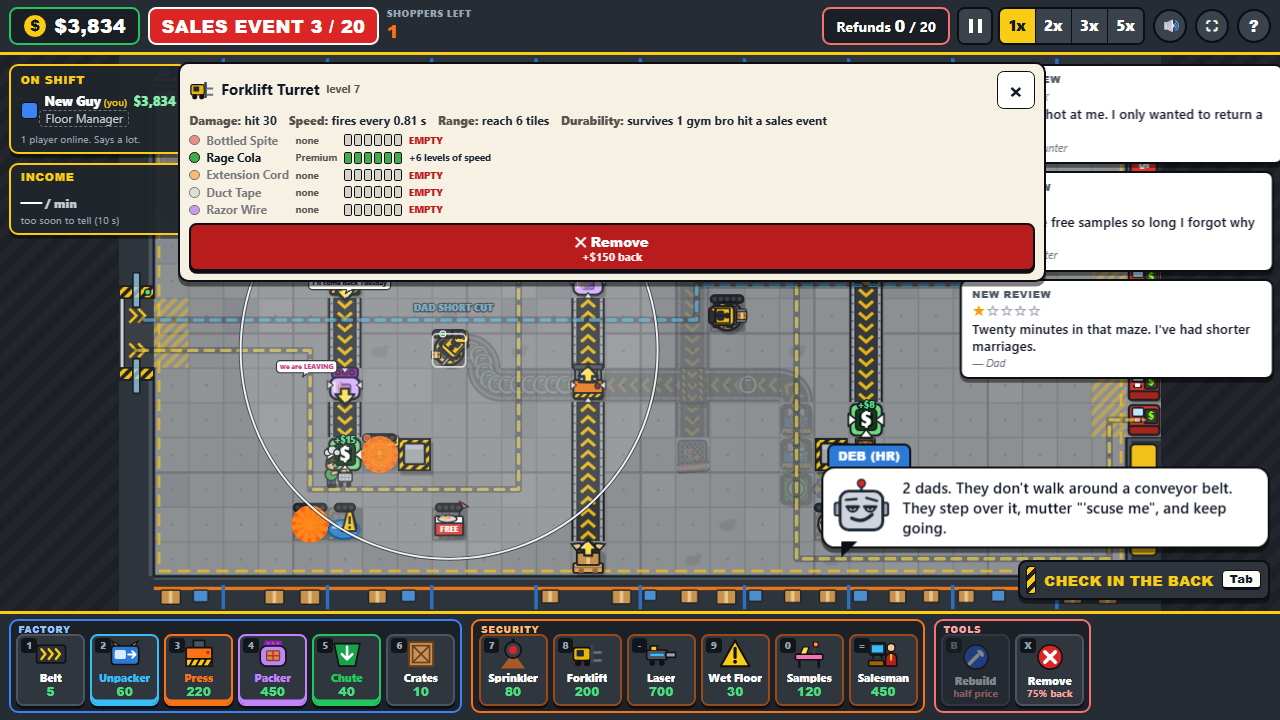 $ $3,834
SALES EVENT 3 / 20
SHOPPERS LEFT
1
Refunds 0 / 20
1x 2x 3x 5x
?
ON SHIFT
New Guy (you) $3,834
Floor Manager
1 player online. Says a lot.
INCOME
— / min
too soon to tell (10 s)
Forklift Turret level 7
Damage: hit 30 Speed: fires every 0.81 s Range: reach 6 tiles Durability: survives 1 gym bro hit a sales event
Bottled Spite none EMPTY
Rage Cola Premium +6 levels of speed
Extension Cord none EMPTY
Duct Tape none EMPTY
Razor Wire none EMPTY
Remove
+$150 back
hot at me. I only wanted to return a
free samples so long I forgot why
NEW REVIEW
Twenty minutes in that maze. I've had shorter
marriages.
— Dad
DAD SHORT CUT
we are LEAVING
+$15
$
+$8
$
FREE
DEB (HR)
2 dads. They don't walk around a conveyor belt.
They step over it, mutter "'scuse me", and keep
going.
CHECK IN THE BACK Tab
FACTORY
1 Belt 5
2 Unpacker 60
3 Press 220
4 Packer 450
5 Chute 40
6 Crates 10
SECURITY
7 Sprinkler 80
8 Forklift 200
- Laser 700
9 Wet Floor 30
0 Samples 120
= Salesman 450
TOOLS
B Rebuild half price
X Remove 75% back